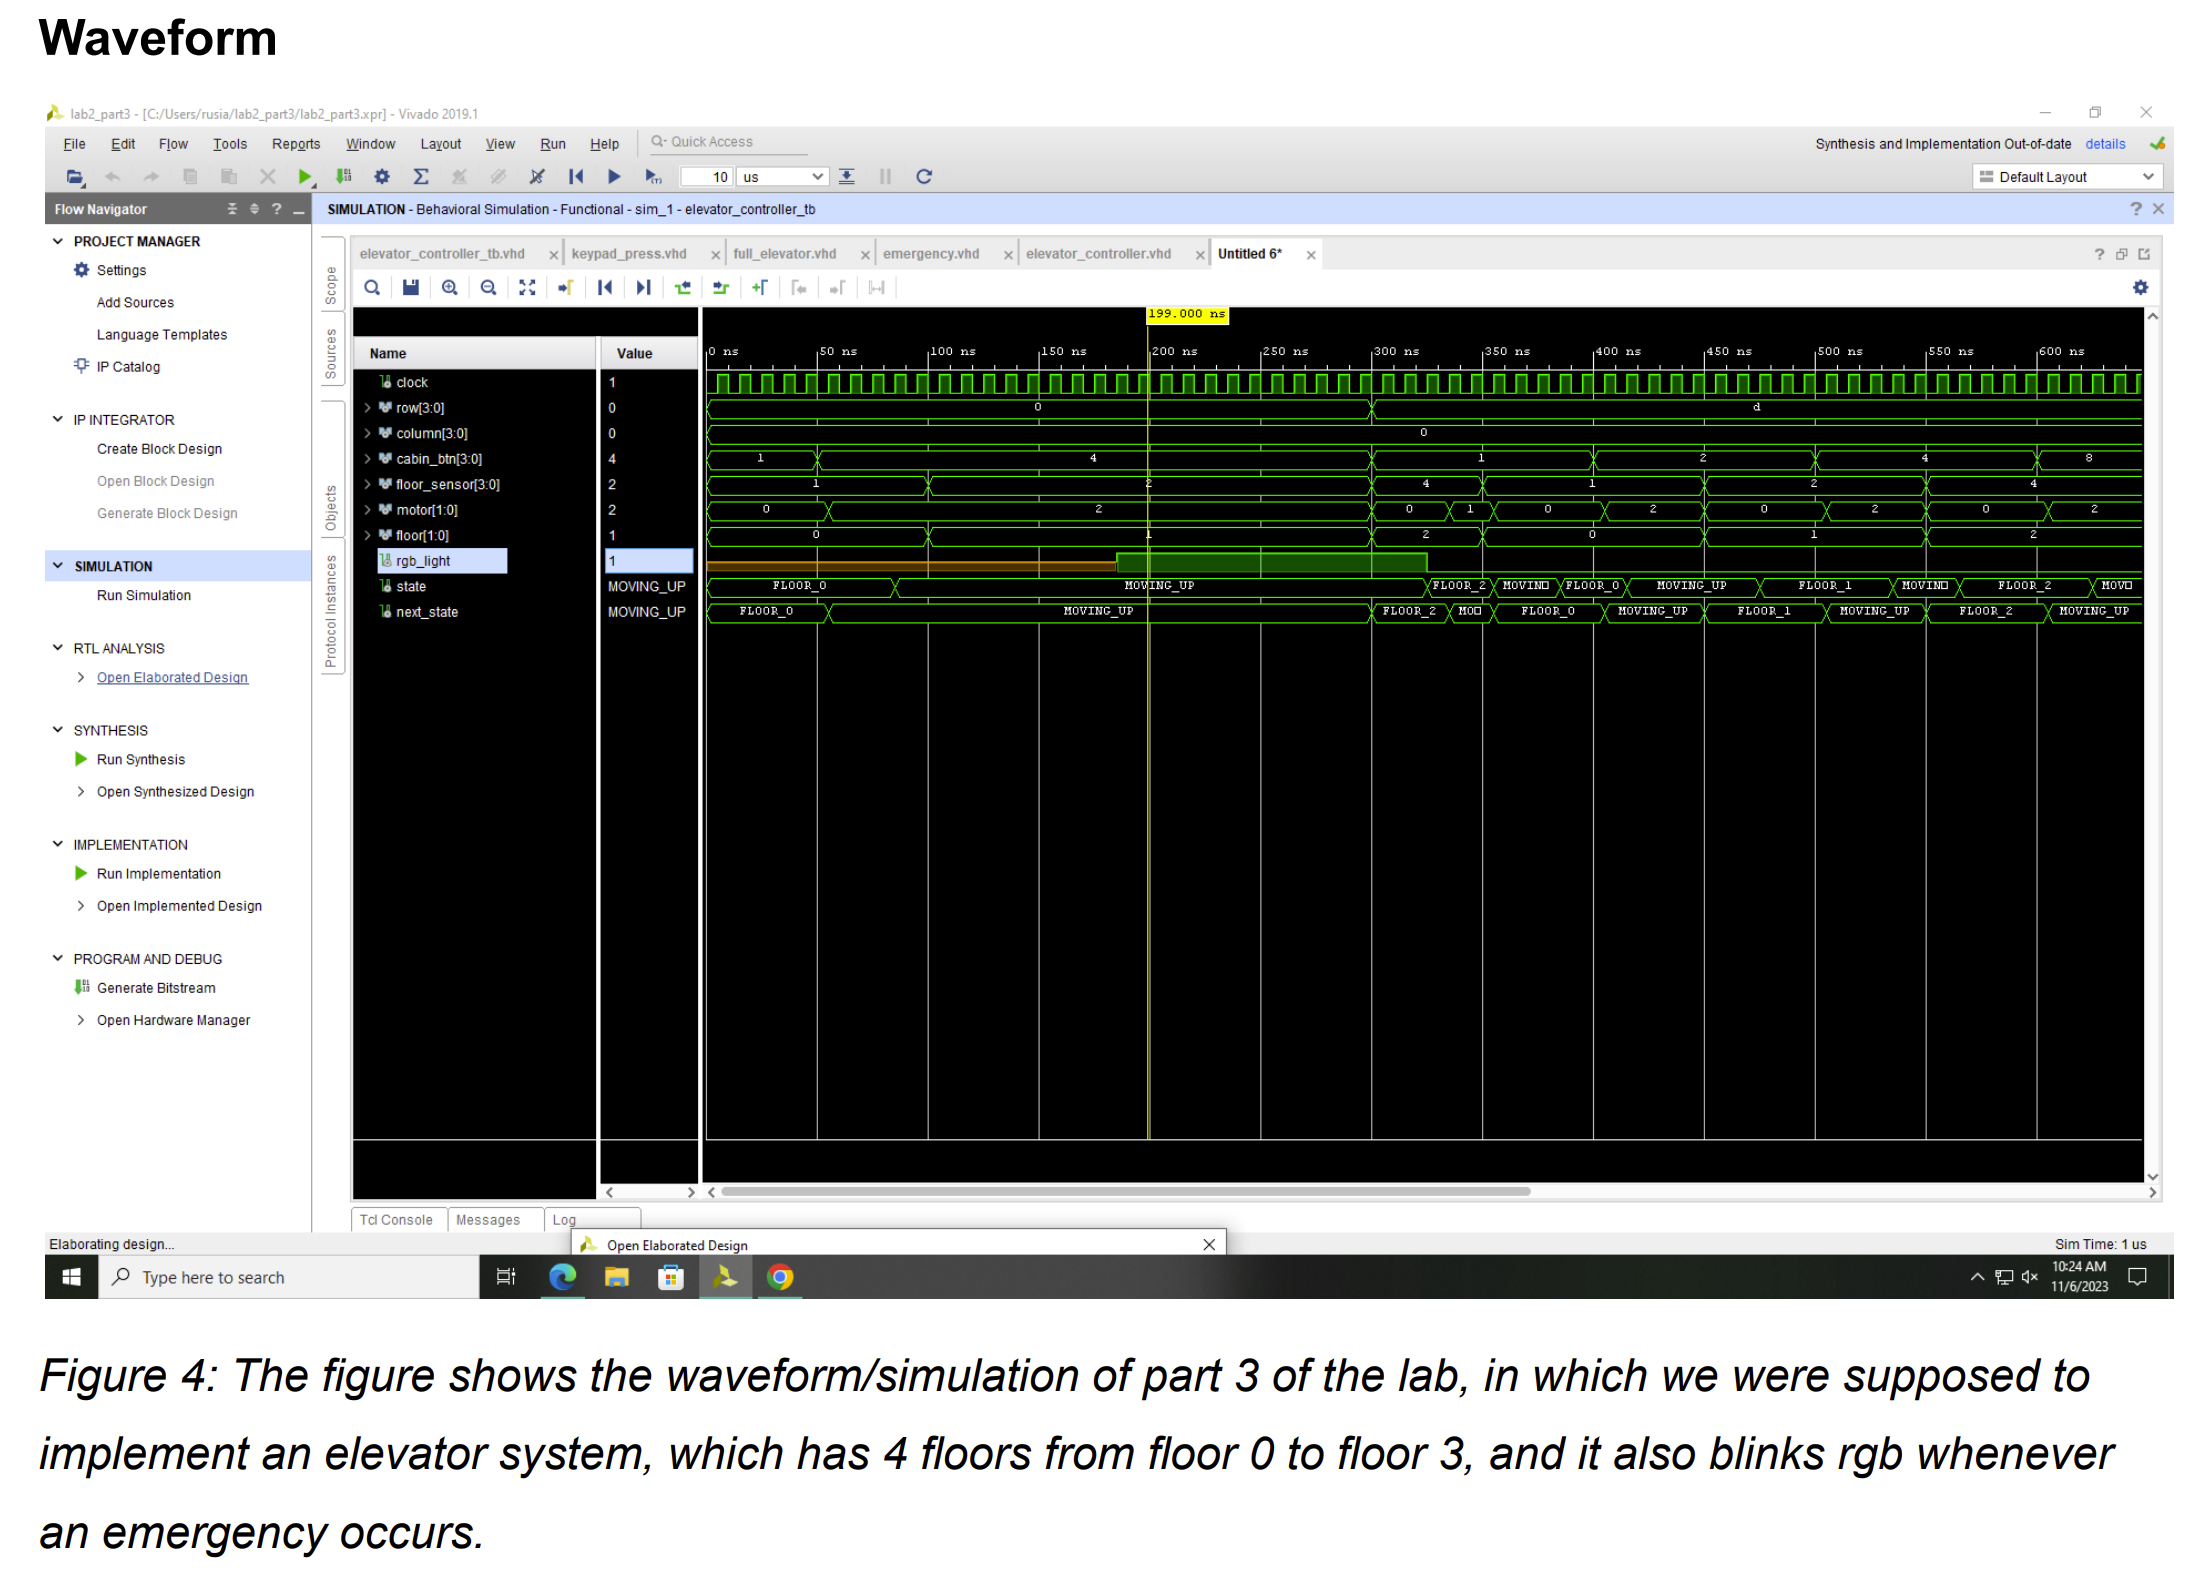 Waveform
lab2_part3 - [C:/Users/rusia/lab2_part3/lab2_part3.xpr] - Vivado 2019.1
File Edit Flow Tools Reports Window Layout View Run Help Quick Access
Synthesis and Implementation Out-of-date details
10 us
Default Layout
Flow Navigator
SIMULATION - Behavioral Simulation - Functional - sim_1 - elevator_controller_tb
PROJECT MANAGER
Settings
Add Sources
Language Templates
IP Catalog
IP INTEGRATOR
Create Block Design
Open Block Design
Generate Block Design
SIMULATION
Run Simulation
RTL ANALYSIS
Open Elaborated Design
SYNTHESIS
Run Synthesis
Open Synthesized Design
IMPLEMENTATION
Run Implementation
Open Implemented Design
PROGRAM AND DEBUG
Generate Bitstream
Open Hardware Manager
Scope
Sources
Objects
Protocol Instances
elevator_controller_tb.vhd keypad_press.vhd full_elevator.vhd emergency.vhd elevator_controller.vhd Untitled 6*
199.000 ns
Name Value 0 ns 50 ns 100 ns 150 ns 200 ns 250 ns 300 ns 350 ns 400 ns 450 ns 500 ns 550 ns 600 ns
clock 1
row[3:0] 0 0 d
column[3:0] 0 0
cabin_btn[3:0] 4 1 4 1 2 4 8
floor_sensor[3:0] 2 1 2 4 1 2 4
motor[1:0] 2 0 2 0 1 0 2 0 2 0 2
floor[1:0] 1 0 1 2 0 1 2
rgb_light 1
state MOVING_UP FLOOR_0 MOVING_UP FLOOR_2 MOVIN FLOOR_0 MOVING_UP FLOOR_1 MOVIN FLOOR_2 MOV
next_state MOVING_UP FLOOR_0 MOVING_UP FLOOR_2 MO FLOOR_0 MOVING_UP FLOOR_1 MOVING_UP FLOOR_2 MOVING_UP
Tcl Console Messages Log
Elaborating design...
Open Elaborated Design
Sim Time: 1 us
Type here to search
10:24 AM
11/6/2023
Figure 4: The figure shows the waveform/simulation of part 3 of the lab, in which we were supposed to
implement an elevator system, which has 4 floors from floor 0 to floor 3, and it also blinks rgb whenever
an emergency occurs.